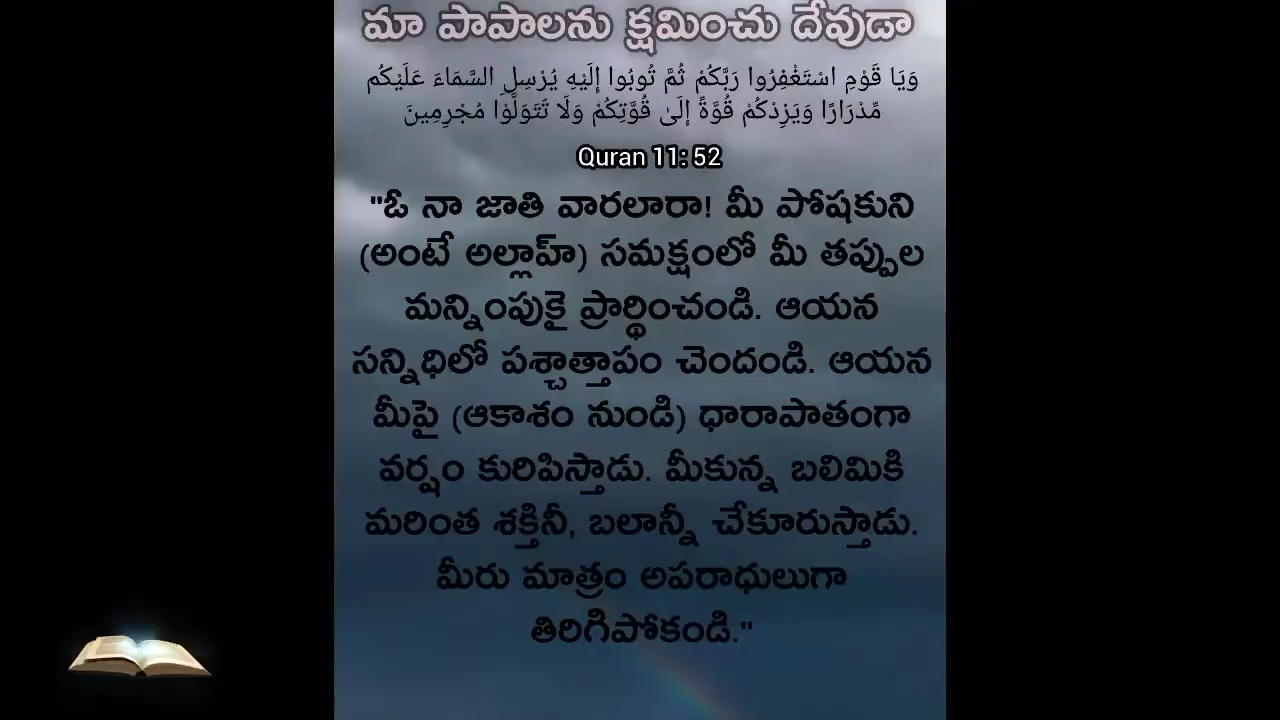 మా పాపాలను క్షమించు దేవుడా
وَيَا قَوْمِ اسْتَغْفِرُوا رَبَّكُمْ ثُمَّ تُوبُوا إِلَيْهِ يُرْسِلِ السَّمَاءَ عَلَيْكُم
مِّدْرَارًا وَيَزِدْكُمْ قُوَّةً إِلَىٰ قُوَّتِكُمْ وَلَا تَتَوَلَّوْا مُجْرِمِينَ
Quran 11:52
"ఓ నా జాతి వారలారా! మీ పోషకుని
(అంటే అల్లాహ్) సమక్షంలో మీ తప్పుల
మన్నింపుకై ప్రార్థించండి. ఆయన
సన్నిధిలో పశ్చాత్తాపం చెందండి. ఆయన
మీపై (ఆకాశం నుండి) ధారాపాతంగా
వర్షం కురిపిస్తాడు. మీకున్న బలిమికి
మరింత శక్తినీ, బలాన్నీ చేకూరుస్తాడు.
మీరు మాత్రం అపరాధులుగా
తిరిగిపోకండి."